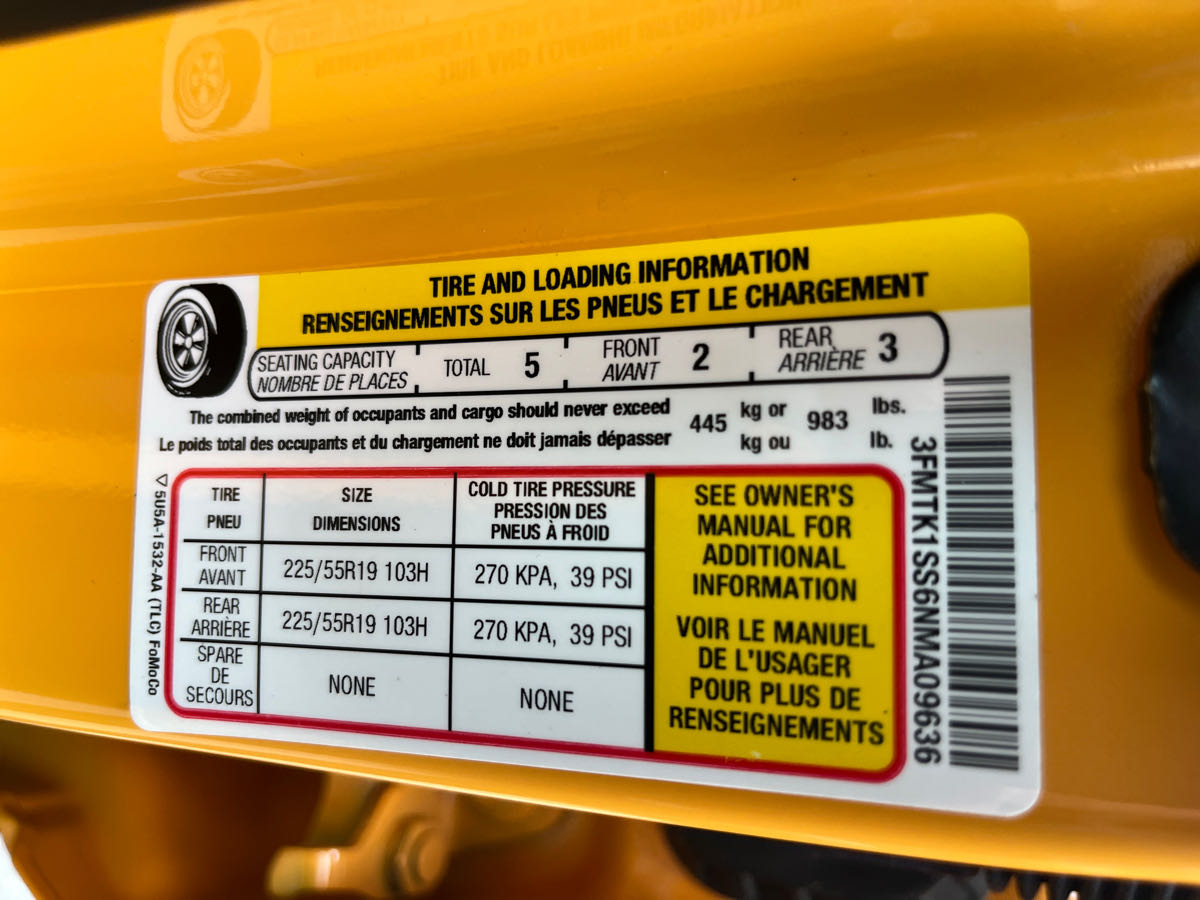 TIRE AND LOADING INFORMATION
RENSEIGNEMENTS SUR LES PNEUS ET LE CHARGEMENT
SEATING CAPACITY
NOMBRE DE PLACES
TOTAL 5
FRONT
AVANT
2
REAR
ARRIÈRE
3
The combined weight of occupants and cargo should never exceed 445 kg or 983 lbs.
Le poids total des occupants et du chargement ne doit jamais dépasser kg ou lb.
TIRE
PNEU
SIZE
DIMENSIONS
COLD TIRE PRESSURE
PRESSION DES
PNEUS À FROID
FRONT
AVANT
225/55R19 103H
270 KPA, 39 PSI
REAR
ARRIÈRE
225/55R19 103H
270 KPA, 39 PSI
SPARE
DE
SECOURS
NONE
NONE
SEE OWNER'S
MANUAL FOR
ADDITIONAL
INFORMATION
VOIR LE MANUEL
DE L'USAGER
POUR PLUS DE
RENSEIGNEMENTS
5U5A-1532-AA (TLC) FoMoCo
3FMTK1SS6NMA09636